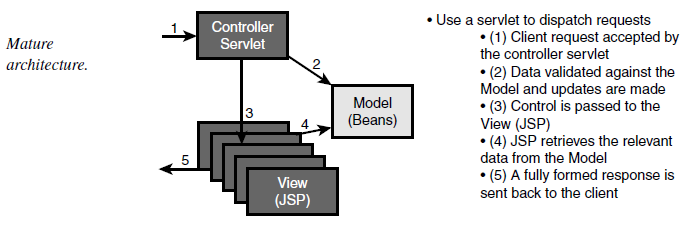 Mature
architecture.
1
Controller
Servlet
2
Model
(Beans)
3
4
5
View
(JSP)
• Use a servlet to dispatch requests
• (1) Client request accepted by
the controller servlet
• (2) Data validated against the
Model and updates are made
• (3) Control is passed to the
View (JSP)
• (4) JSP retrieves the relevant
data from the Model
• (5) A fully formed response is
sent back to the client